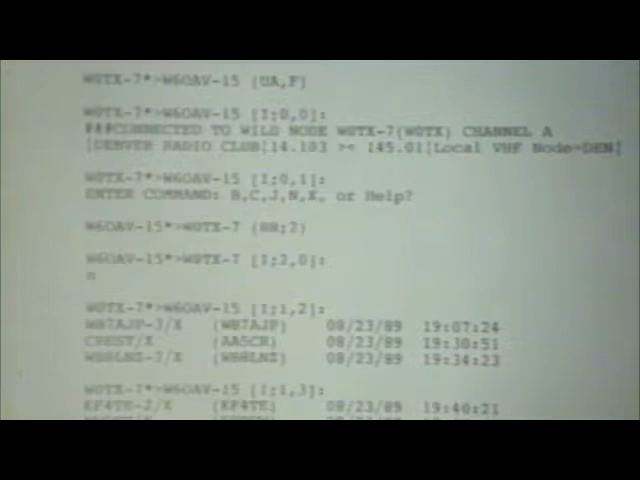 W0TX-7*>W6OAV-15 [UA,F]
W0TX-7*>W6OAV-15 [I;0,0]:
###CONNECTED TO WILG NODE W0TX-7(W0TX) CHANNEL A
[DENVER RADIO CLUB]14.103 >< 145.01[Local VHF Node=DEN]
W0TX-7*>W6OAV-15 [I;0,1]:
ENTER COMMAND: B,C,J,N,X, or Help?
W6OAV-15*>W0TX-7 (RR;2)
W6OAV-15*>W0TX-7 [I;2,0]:
n
W0TX-7*>W6OAV-15 [I;1,2]:
WB7AJP-3/X (WB7AJP) 08/23/89 19:07:24
CREST/X (AA5CR) 08/23/89 19:30:51
WB8LNZ-7/X (WB8LNZ) 08/23/89 19:34:23
W0TX-7*>W6OAV-15 [I;1,3]:
KF4TE-2/X (KF4TE) 08/23/89 19:40:21